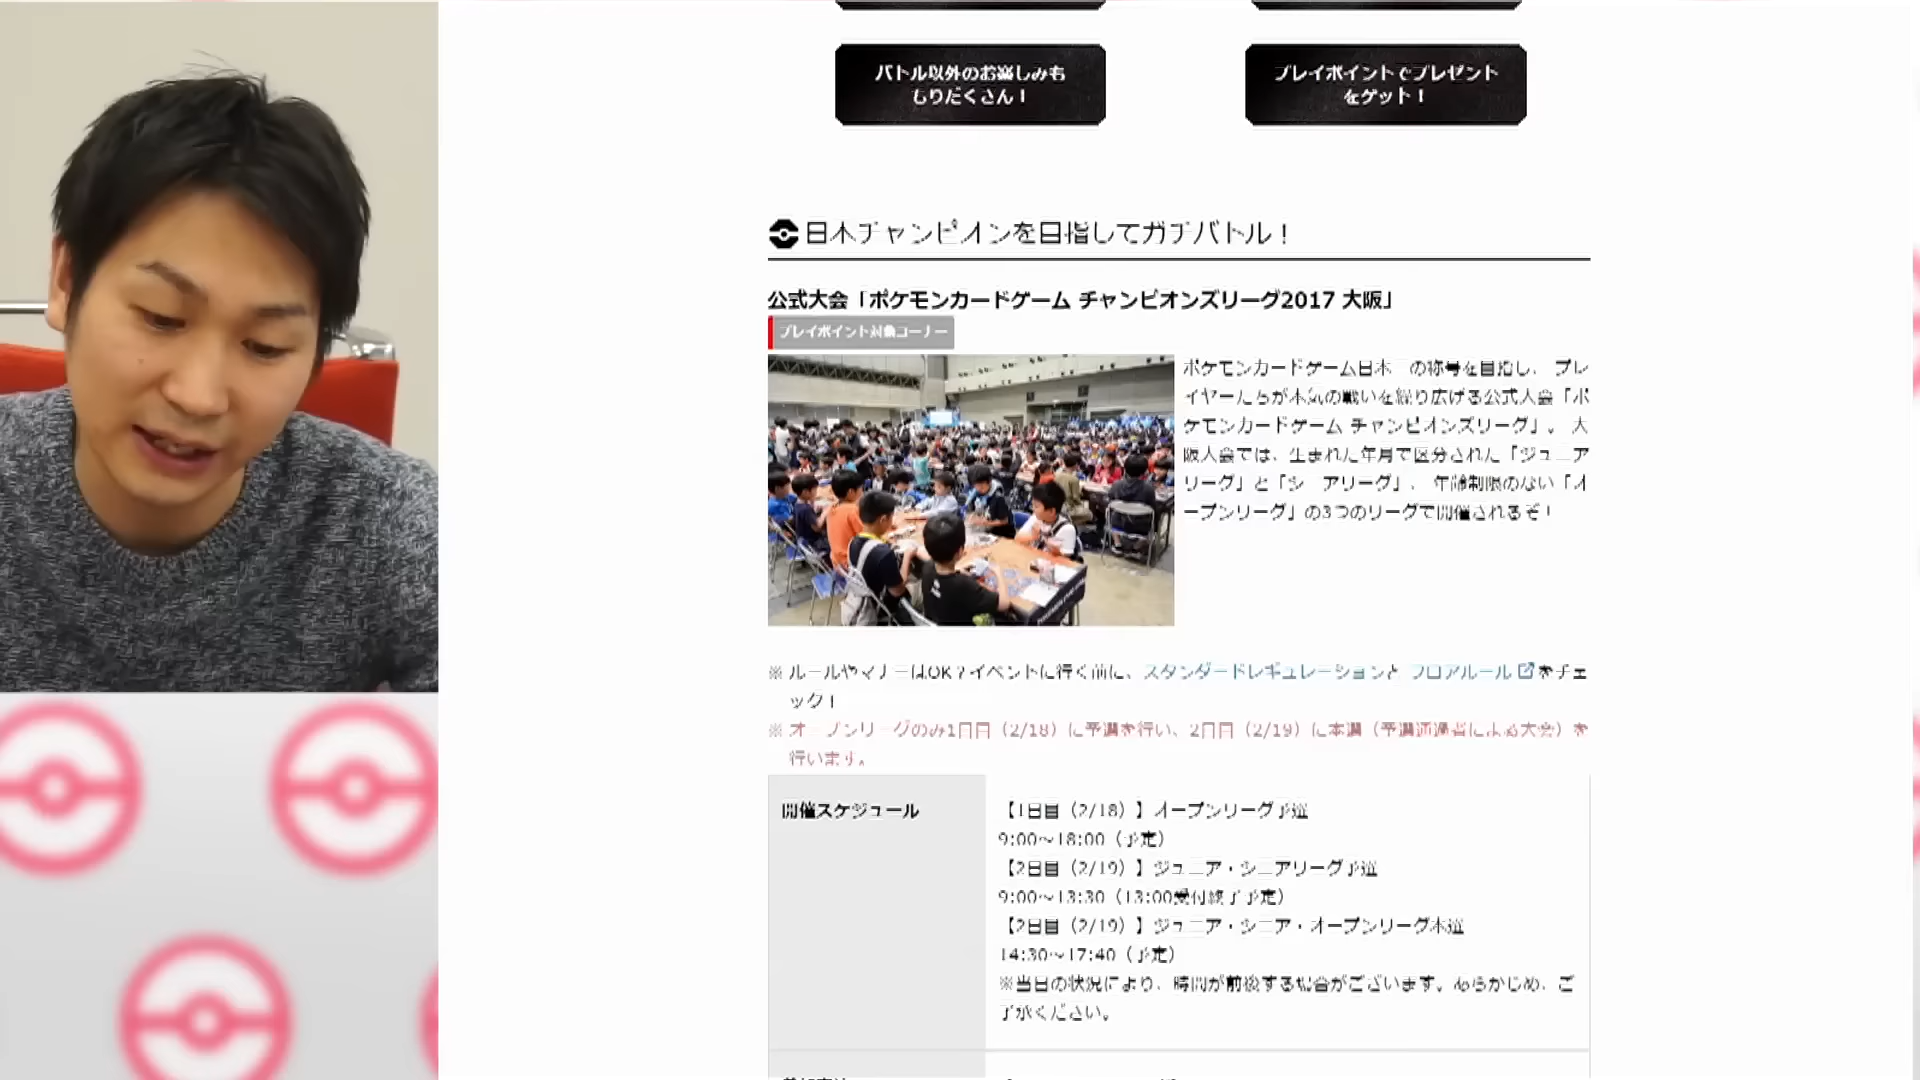 バトル以外のお楽しみも
もりだくさん！
プレイポイントでプレゼント
をゲット！
日本チャンピオンを目指してガチバトル！
公式大会「ポケモンカードゲーム チャンピオンズリーグ2017 大阪」
プレイポイント対象コーナー
ポケモンカードゲーム日本一の称号を目指し、プレ
イヤーたちが本気の戦いを繰り広げる公式大会「ポ
ケモンカードゲーム チャンピオンズリーグ」。大
阪大会では、生まれた年月で区分された「ジュニア
リーグ」と「シニアリーグ」、年齢制限のない「オ
ープンリーグ」の3つのリーグで開催されるぞ！
※ ルールやマナーはOK？イベントに行く前に、スタンダードレギュレーションと フロアルール をチェ
ック！
※ オープンリーグのみ1日目（2/18）に予選を行い、2日目（2/19）に本選（予選通過者による大会）を
行います。
開催スケジュール
【1日目（2/18）】オープンリーグ予選
9:00～18:00（予定）
【2日目（2/19）】ジュニア・シニアリーグ予選
9:00～13:30（13:00受付終了予定）
【2日目（2/19）】ジュニア・シニア・オープンリーグ本選
14:30～17:40（予定）
※当日の状況により、時間が前後する場合がございます。あらかじめ、ご
了承ください。